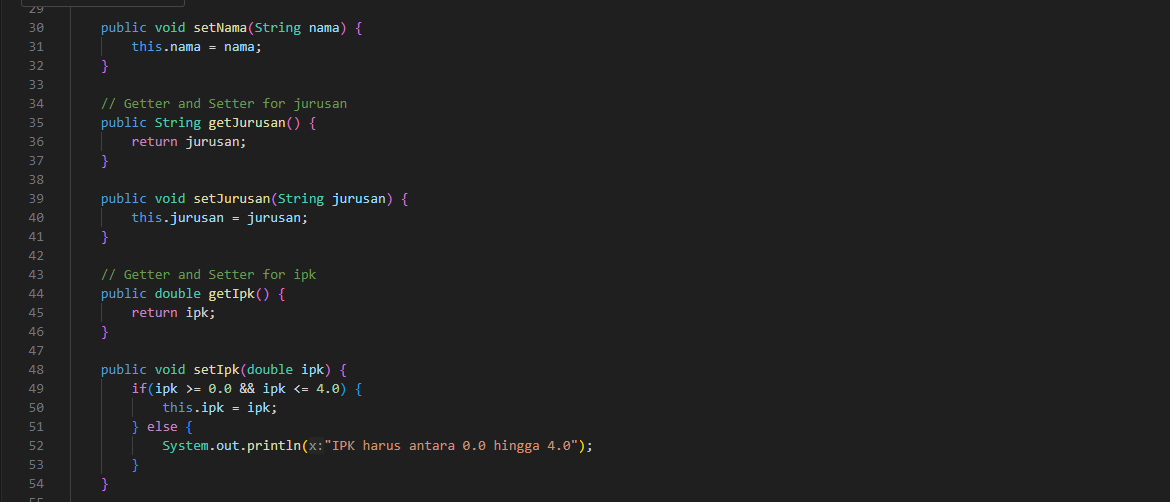 29
30 public void setNama(String nama) {
31 this.nama = nama;
32 }
33
34 // Getter and Setter for jurusan
35 public String getJurusan() {
36 return jurusan;
37 }
38
39 public void setJurusan(String jurusan) {
40 this.jurusan = jurusan;
41 }
42
43 // Getter and Setter for ipk
44 public double getIpk() {
45 return ipk;
46 }
47
48 public void setIpk(double ipk) {
49 if(ipk >= 0.0 && ipk <= 4.0) {
50 this.ipk = ipk;
51 } else {
52 System.out.println(x:"IPK harus antara 0.0 hingga 4.0");
53 }
54 }
55